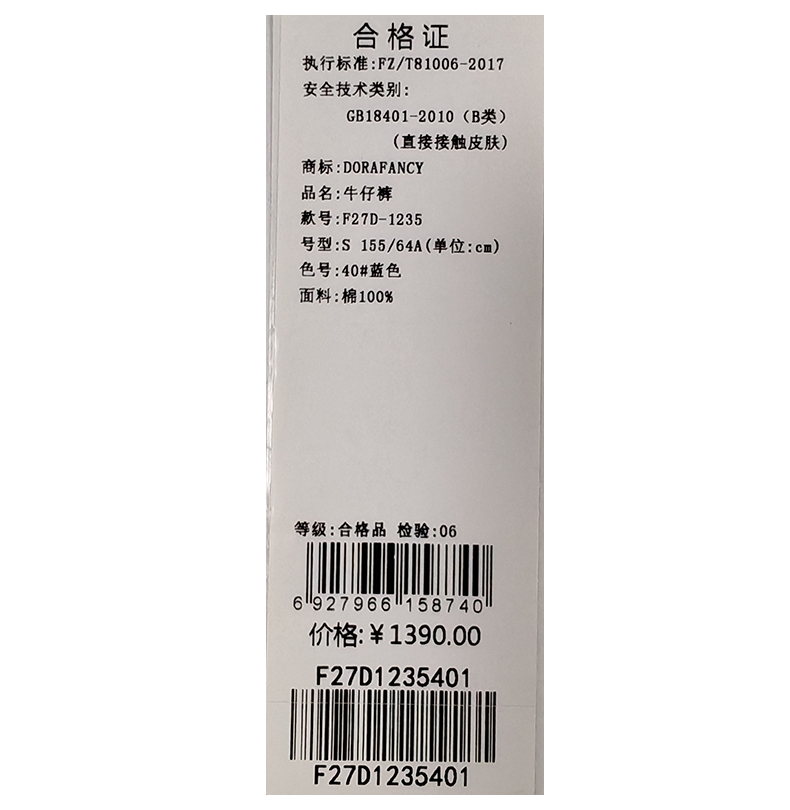 合格证
执行标准:FZ/T81006-2017
安全技术类别:
GB18401-2010（B类）
(直接接触皮肤)
商标:DORAFANCY
品名:牛仔裤
款号:F27D-1235
号型:S 155/64A(单位:cm)
色号:40#蓝色
面料:棉100%
等级:合格品 检验:06
6 927966 158740
价格:￥1390.00
F27D1235401
F27D1235401